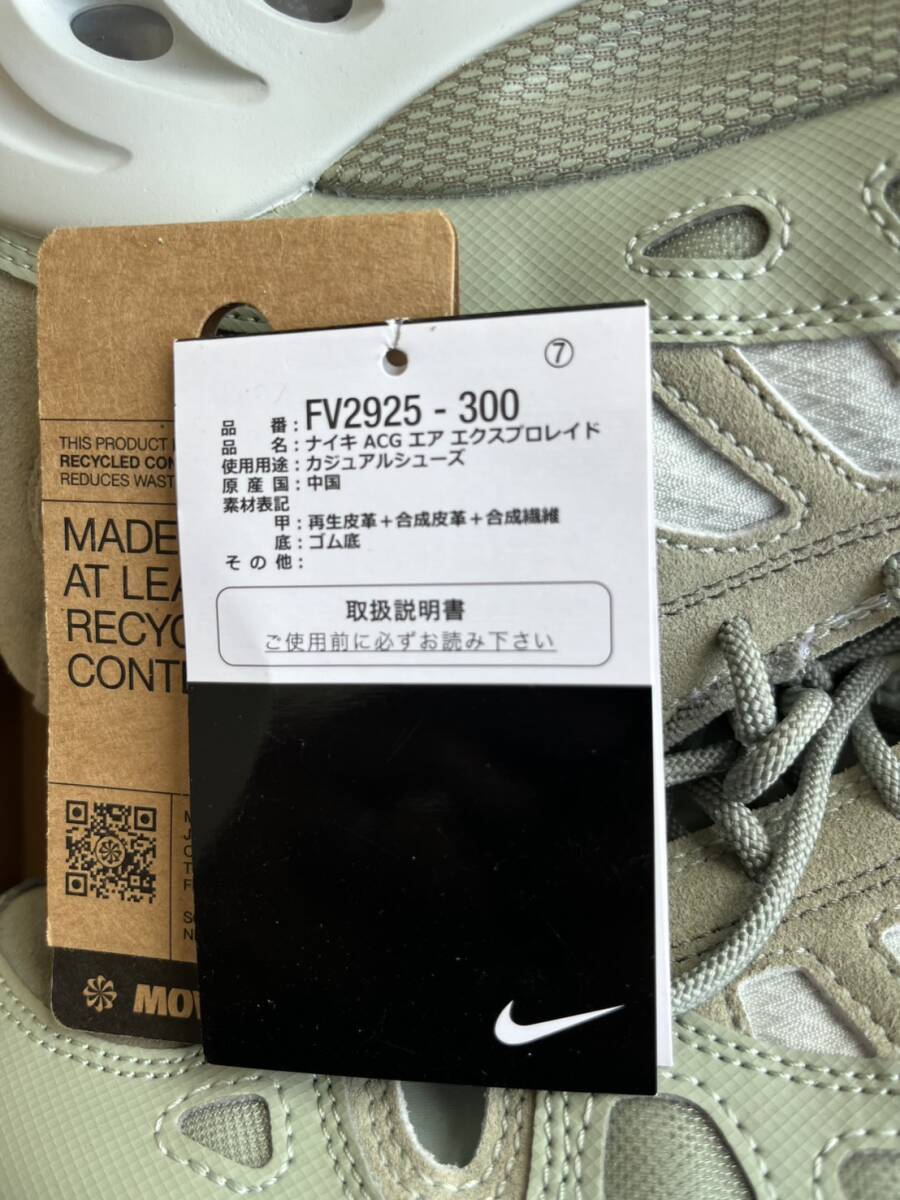 ⑦
品 番：FV2925 - 300
品 名：ナイキ ACG エア エクスプロレイド
使用用途：カジュアルシューズ
原 産 国：中国
素材表記
甲：再生皮革＋合成皮革＋合成繊維
底：ゴム底
そ の 他：
取扱説明書
ご使用前に必ずお読み下さい
THIS PRODUCT
RECYCLED CON
REDUCES WAST
MADE
AT LEA
RECYC
CONTE
MOV